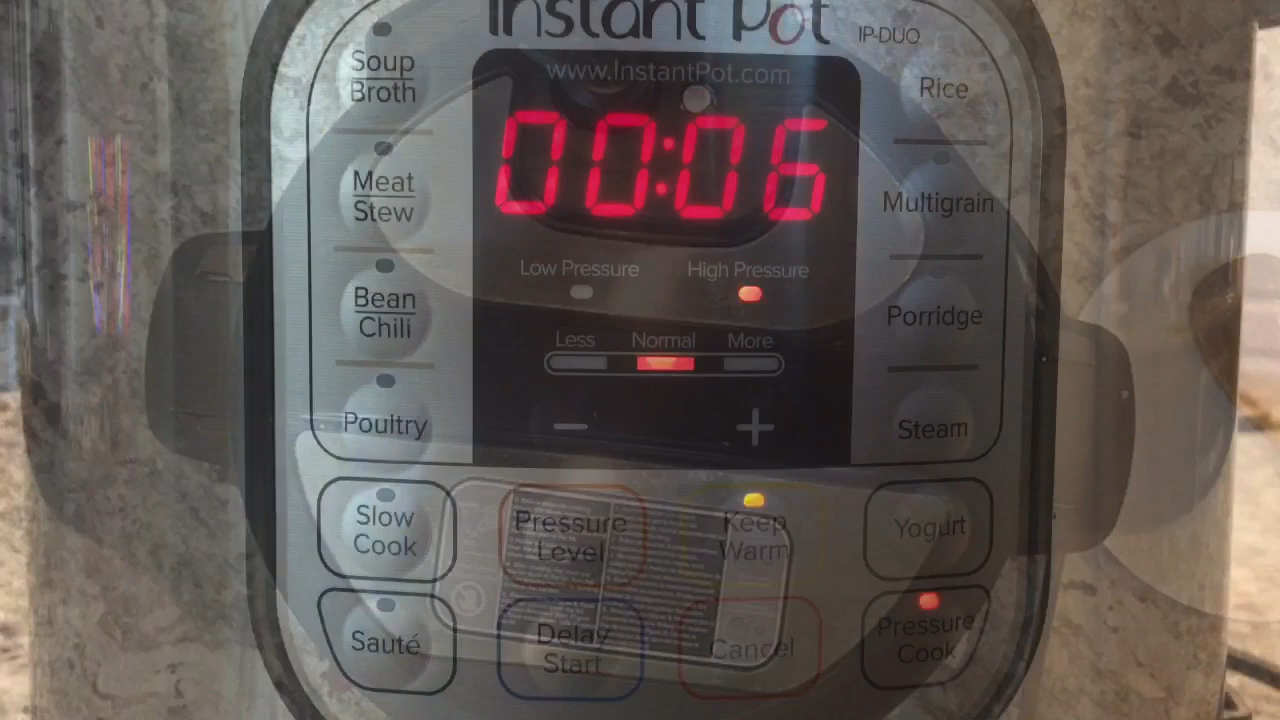 Instant Pot
IP-DUO
www.InstantPot.com
00:06
Low Pressure
High Pressure
Less
Normal
More
−
+
Soup
Broth
Meat
Stew
Bean
Chili
Poultry
Rice
Multigrain
Porridge
Steam
Slow
Cook
Pressure
Level
Keep
Warm
Yogurt
Sauté
Delay
Start
Cancel
Pressure
Cook